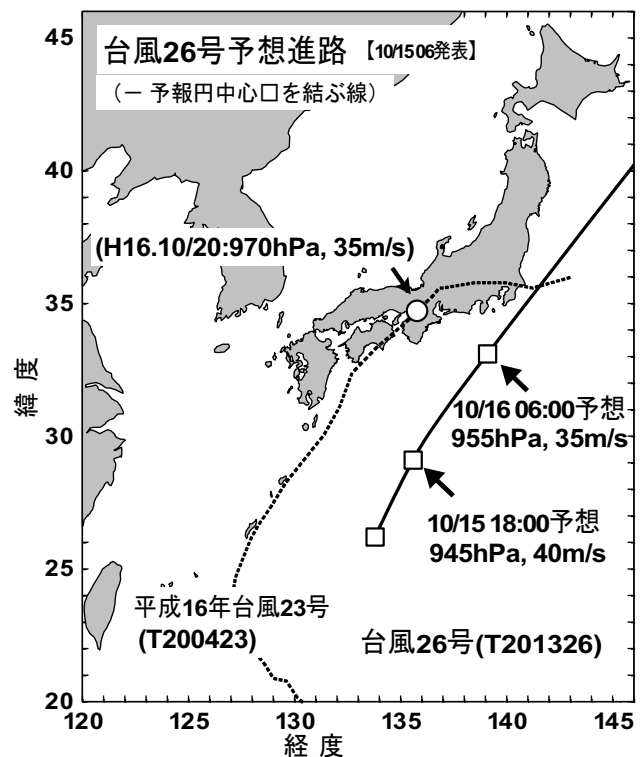 台風26号予想進路 【10/15 06発表】
(− 予報円中心□を結ぶ線)
(H16.10/20:970hPa, 35m/s)
10/16 06:00予想
955hPa, 35m/s
10/15 18:00予想
945hPa, 40m/s
平成16年台風23号
(T200423)
台風26号(T201326)
緯 度
45
40
35
30
25
20
120 125 130 135 140 145
経 度